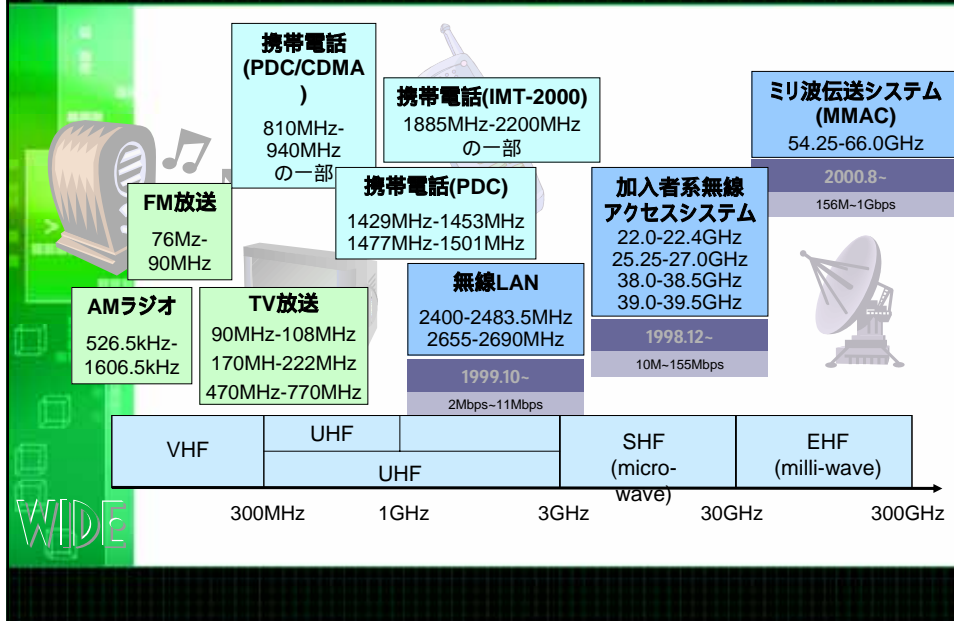 携帯電話
(PDC/CDMA
)
810MHz-
940MHz
の一部
携帯電話(IMT-2000)
1885MHz-2200MHz
の一部
ミリ波伝送システム
(MMAC)
54.25-66.0GHz
2000.8~
156M~1Gbps
FM放送
76Mz-
90MHz
携帯電話(PDC)
1429MHz-1453MHz
1477MHz-1501MHz
加入者系無線
アクセスシステム
22.0-22.4GHz
25.25-27.0GHz
38.0-38.5GHz
39.0-39.5GHz
1998.12~
10M~155Mbps
AMラジオ
526.5kHz-
1606.5kHz
TV放送
90MHz-108MHz
170MH-222MHz
470MHz-770MHz
無線LAN
2400-2483.5MHz
2655-2690MHz
1999.10~
2Mbps~11Mbps
VHF
UHF
UHF
SHF
(micro-
wave)
EHF
(milli-wave)
300MHz
1GHz
3GHz
30GHz
300GHz
WIDE